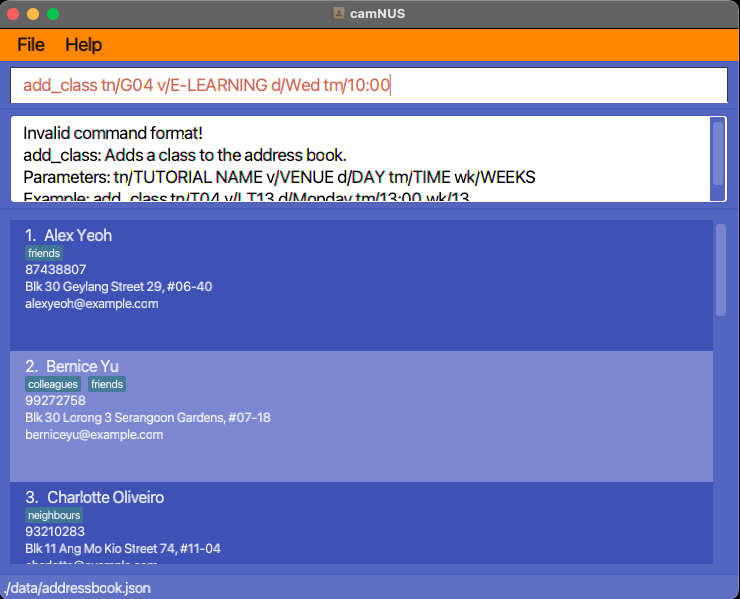 camNUS
File Help
add_class tn/G04 v/E-LEARNING d/Wed tm/10:00
Invalid command format!
add_class: Adds a class to the address book.
Parameters: tn/TUTORIAL NAME v/VENUE d/DAY tm/TIME wk/WEEKS
Example: add_class tn/T04 v/LT13 d/Monday tm/13:00 wk/13
1. Alex Yeoh
friends
87438807
Blk 30 Geylang Street 29, #06-40
alexyeoh@example.com
2. Bernice Yu
colleagues friends
99272758
Blk 30 Lorong 3 Serangoon Gardens, #07-18
berniceyu@example.com
3. Charlotte Oliveiro
neighbours
93210283
Blk 11 Ang Mo Kio Street 74, #11-04
charlotte@example.com
./data/addressbook.json